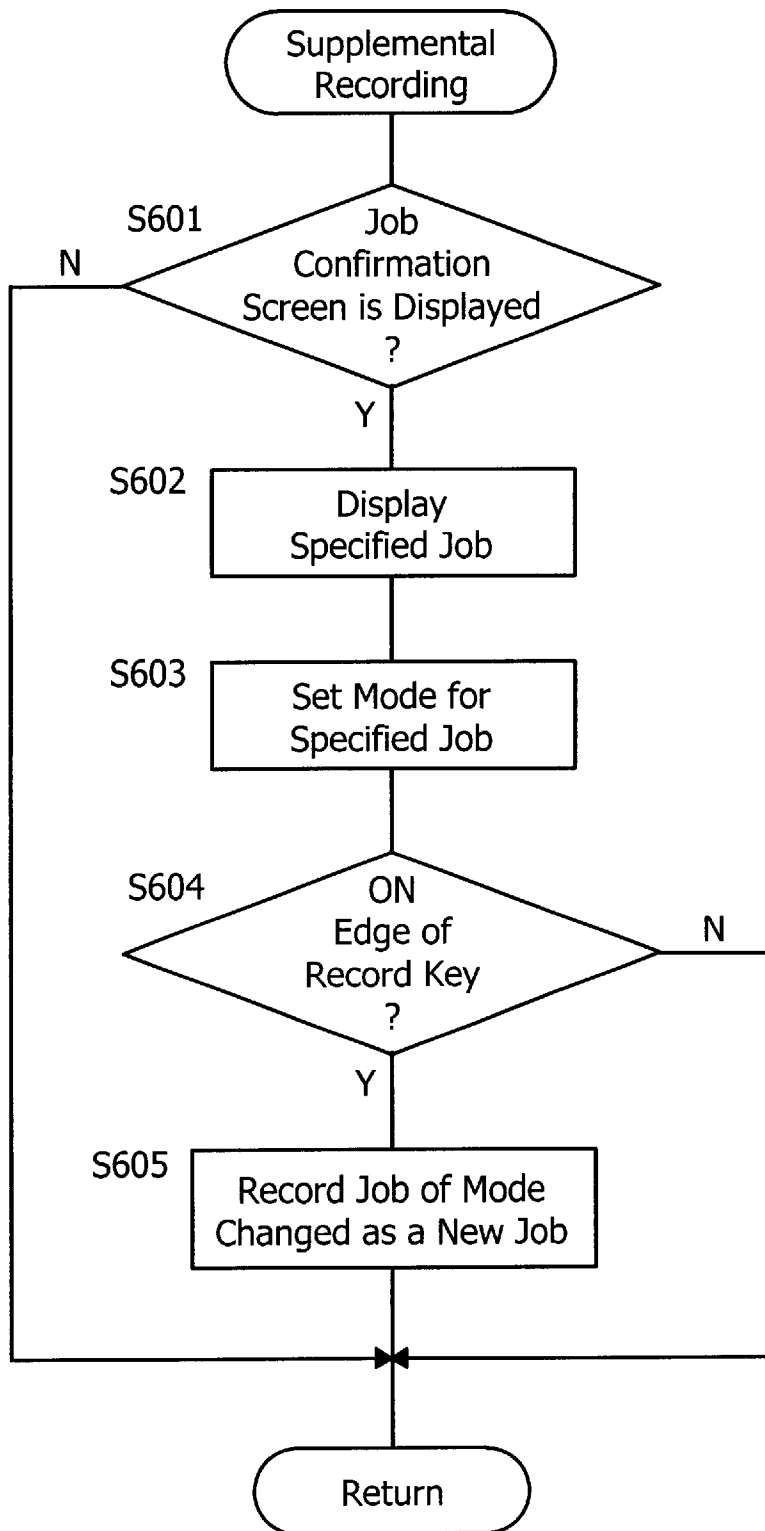 Supplemental
Recording
S601
Job
Confirmation
Screen is Displayed
?
N
Y
S602
Display
Specified Job
S603
Set Mode for
Specified Job
S604
ON
Edge of
Record Key
?
N
Y
S605
Record Job of Mode
Changed as a New Job
Return